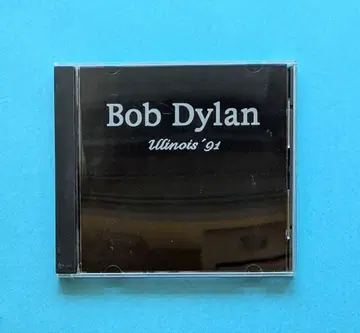 Bob Dylan
Illinois ´91